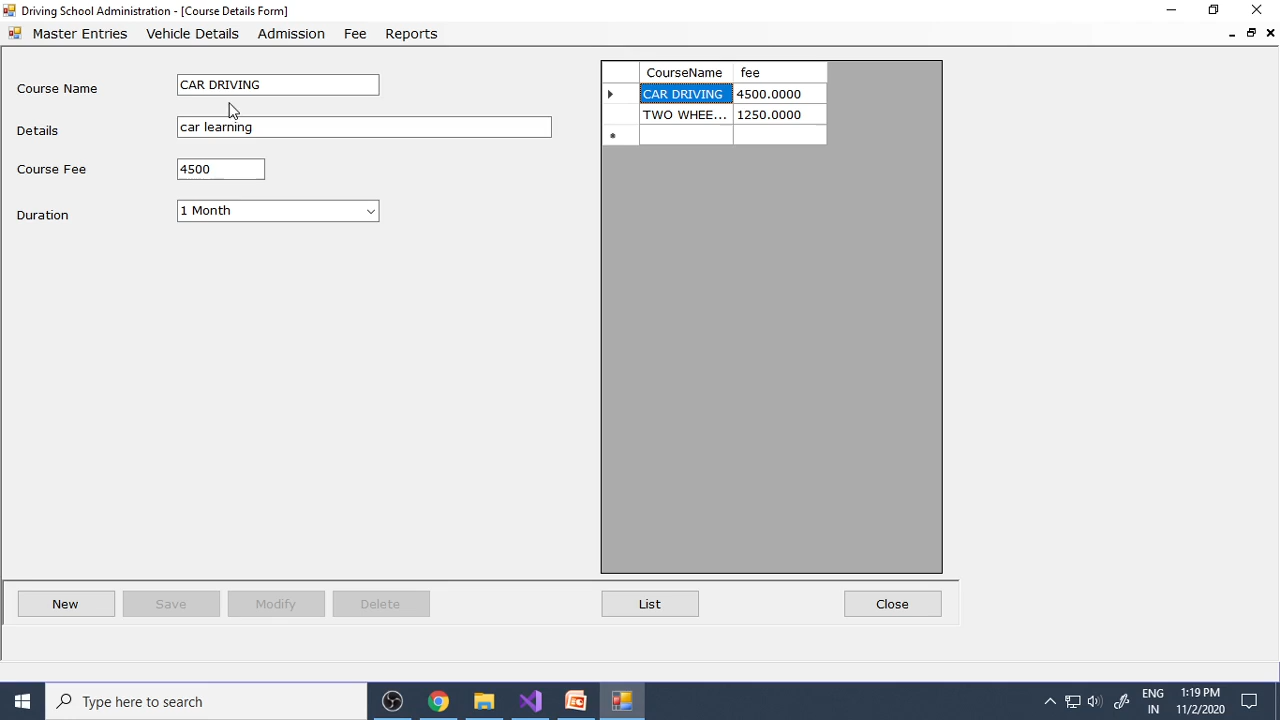 Driving School Administration - [Course Details Form]
Master Entries Vehicle Details Admission Fee Reports
Course Name CAR DRIVING
Details car learning
Course Fee 4500
Duration 1 Month
CourseName fee
CAR DRIVING 4500.0000
TWO WHEE... 1250.0000
New Save Modify Delete List Close
Type here to search
ENG
IN
1:19 PM
11/2/2020